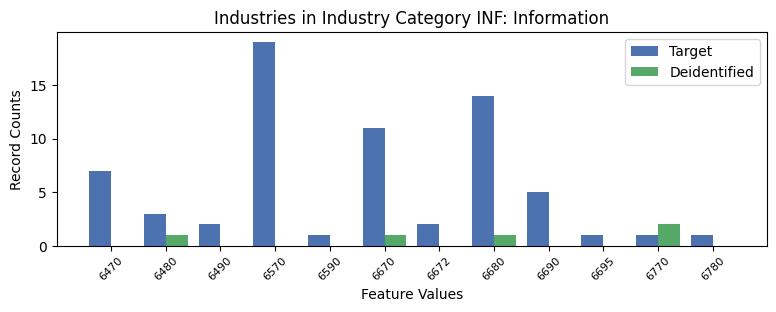 Industries in Industry Category INF: Information
Target
Deidentified
Record Counts
15
10
5
0
6470 6480 6490 6570 6590 6670 6672 6680 6690 6695 6770 6780
Feature Values